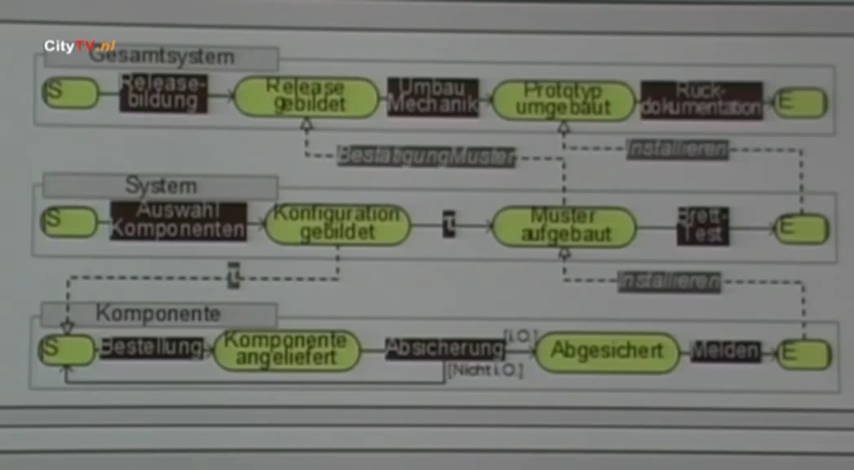 CityTV.nl
Gesamtsystem
S
Release-
bildung
Release
gebildet
Umbau
Mechanik
Prototyp
umgebaut
Rück-
dokumentation
E
BestätigungMuster
Installieren
System
S
Auswahl
Komponenten
Konfiguration
gebildet
τ
Muster
aufgebaut
Brett-
Test
E
τ
Installieren
Komponente
S
Bestellung
Komponente
angeliefert
Absicherung
[i.O.]
[Nicht i.O.]
Abgesichert
Melden
E